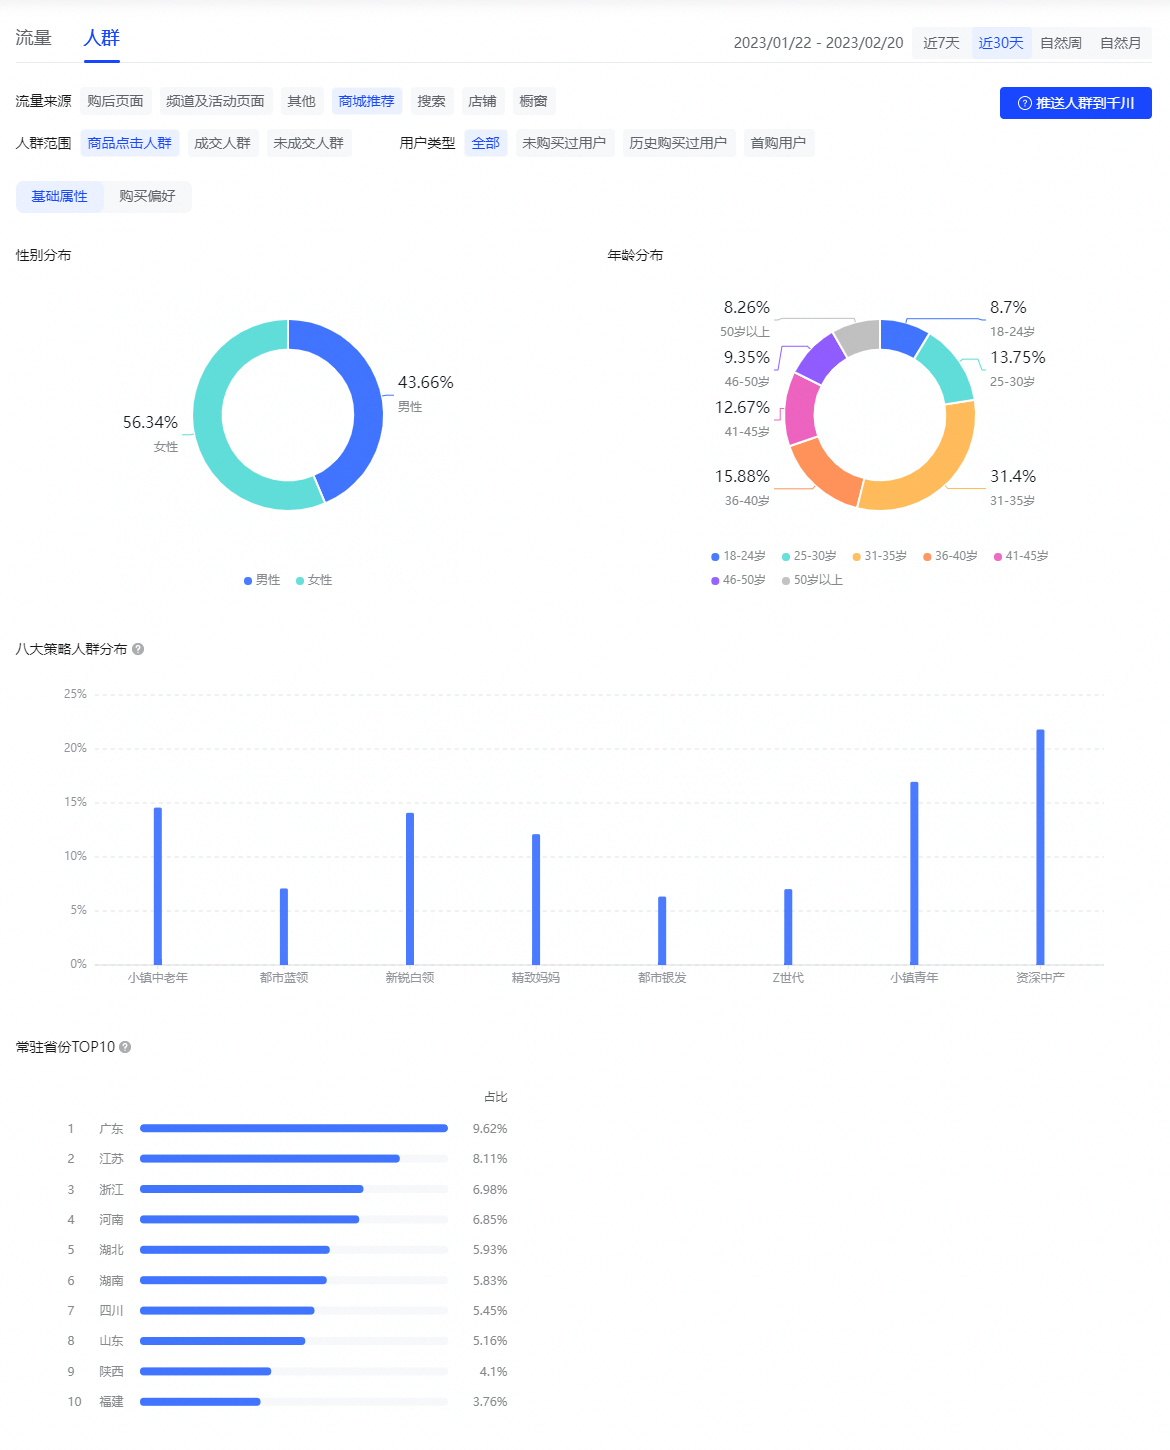 流量 人群 2023/01/22 - 2023/02/20 近7天 近30天 自然周 自然月
流量来源 购后页面 频道及活动页面 其他 商城推荐 搜索 店铺 橱窗 推送人群到千川
人群范围 商品点击人群 成交人群 未成交人群 用户类型 全部 未购买过用户 历史购买过用户 首购用户
基础属性 购买偏好
性别分布
43.66%
男性
56.34%
女性
男性 女性
年龄分布
8.26%
50岁以上
8.7%
18-24岁
9.35%
46-50岁
13.75%
25-30岁
12.67%
41-45岁
15.88%
36-40岁
31.4%
31-35岁
18-24岁 25-30岁 31-35岁 36-40岁 41-45岁
46-50岁 50岁以上
八大策略人群分布
25%
20%
15%
10%
5%
0%
小镇中老年 都市蓝领 新锐白领 精致妈妈 都市银发 Z世代 小镇青年 资深中产
常驻省份TOP10
占比
1 广东 9.62%
2 江苏 8.11%
3 浙江 6.98%
4 河南 6.85%
5 湖北 5.93%
6 湖南 5.83%
7 四川 5.45%
8 山东 5.16%
9 陕西 4.1%
10 福建 3.76%